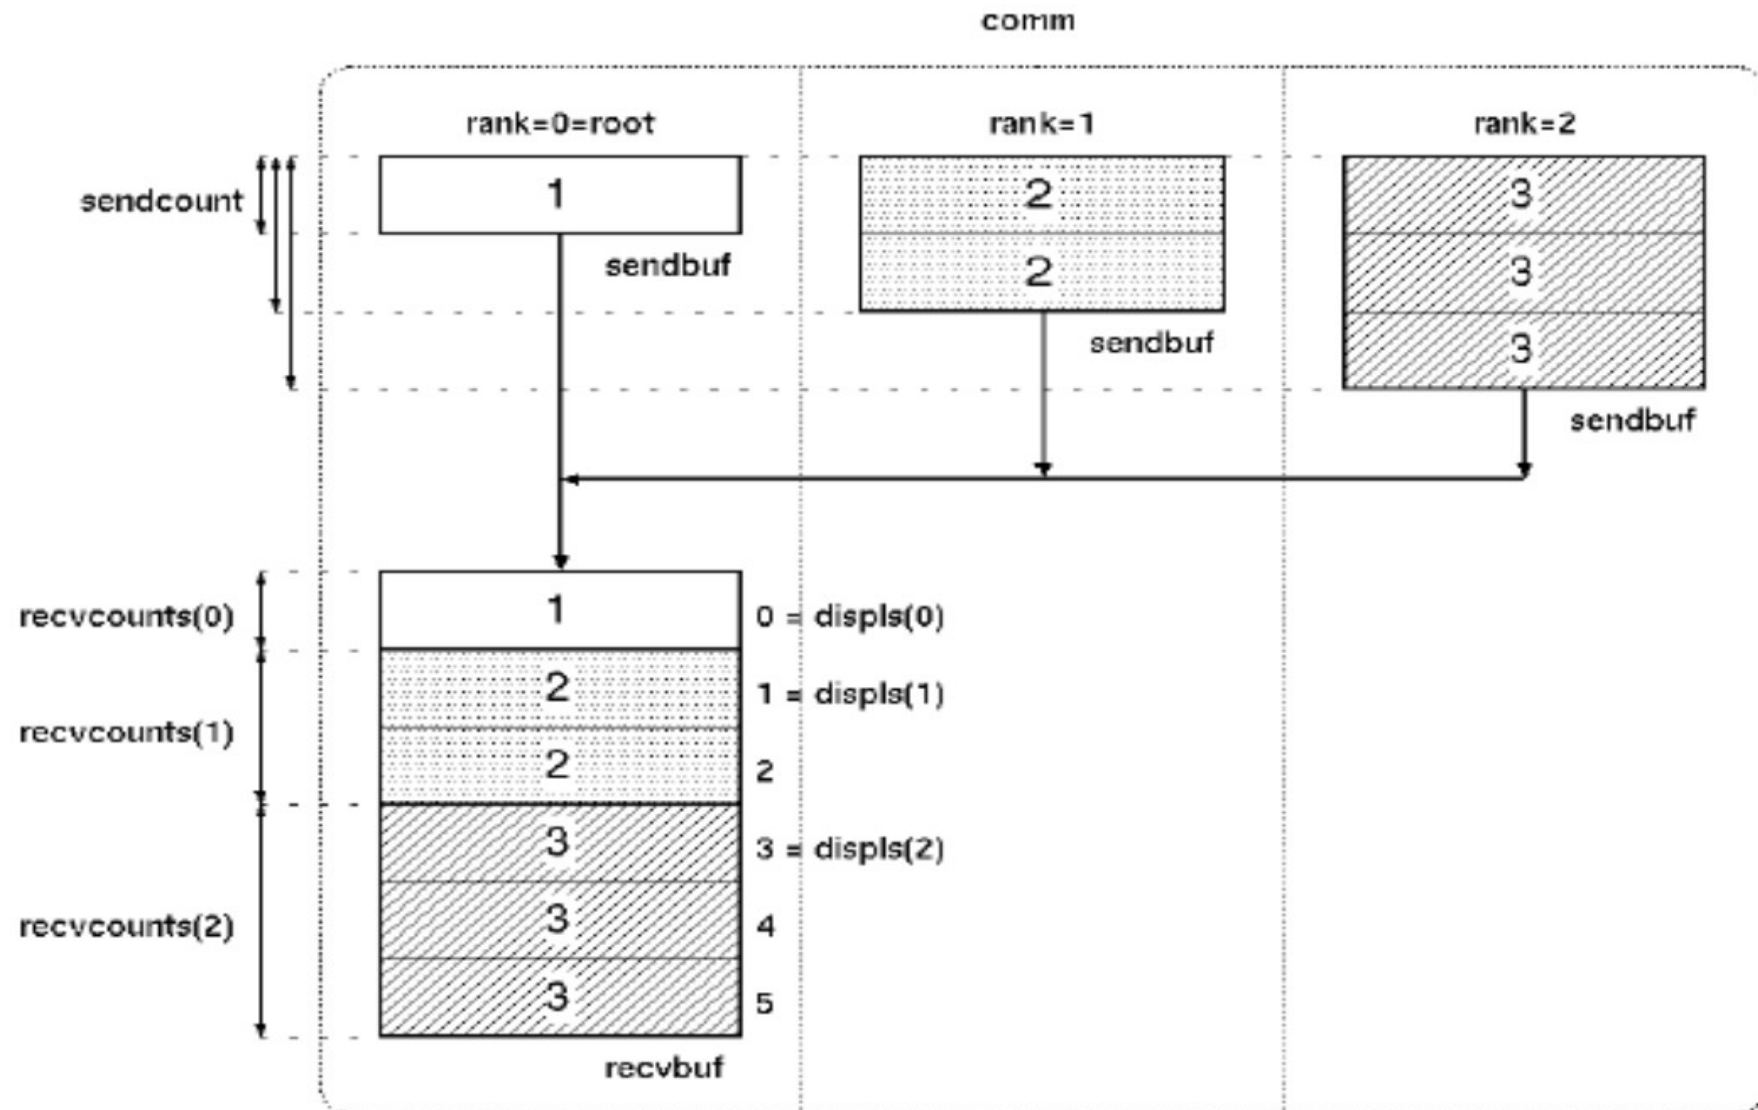 comm
rank=0=root
rank=1
rank=2
sendcount
1
2
3
sendbuf
2
3
sendbuf
3
sendbuf
recvcounts(0)
1
0 = displs(0)
2
1 = displs(1)
recvcounts(1)
2
2
3
3 = displs(2)
recvcounts(2)
3
4
3
5
recvbuf